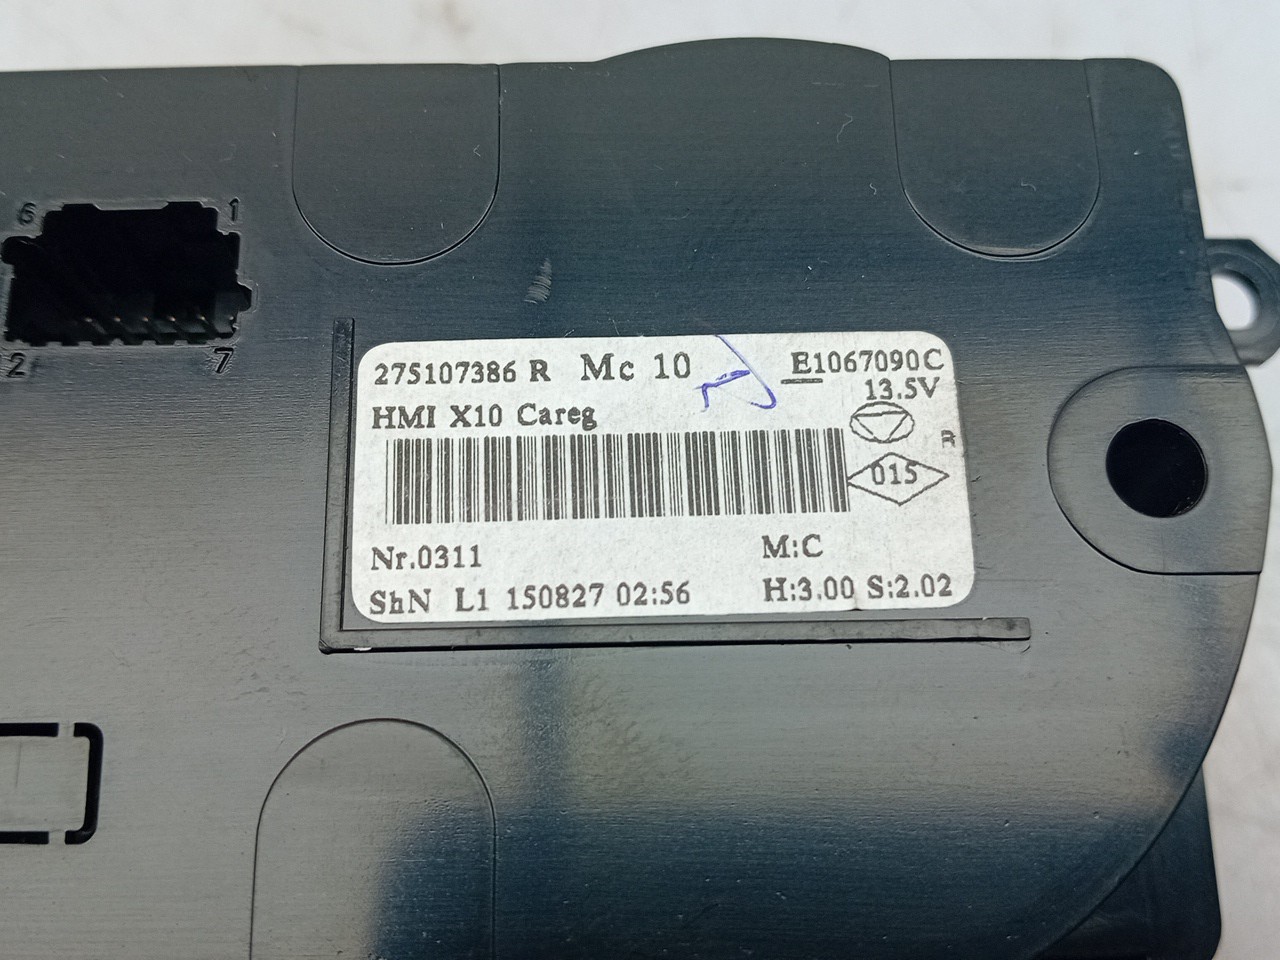 6 1
12 7
275107386 R Mc 10 E1067090C
13.5V
HMI X10 Careg
R
015
Nr.0311 M:C
ShN L1 150827 02:56 H:3.00 S:2.02